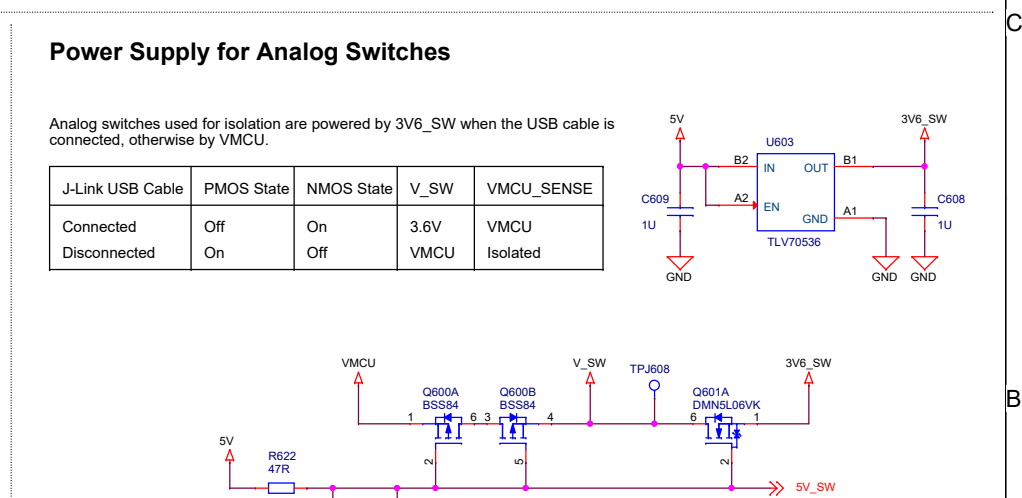 C
Power Supply for Analog Switches
Analog switches used for isolation are powered by 3V6_SW when the USB cable is
connected, otherwise by VMCU.
J-Link USB Cable PMOS State NMOS State V_SW VMCU_SENSE
Connected Off On 3.6V VMCU
Disconnected On Off VMCU Isolated
5V 3V6_SW
U603
B2 IN OUT B1
C609 A2 EN A1 C608
1U GND 1U
TLV70536
GND GND GND
VMCU V_SW TPJ608 3V6_SW
Q600A Q600B Q601A
BSS84 BSS84 DMN5L06VK
B
1 6 3 4 6 1
5V
R622
47R
2 5 2
5V_SW